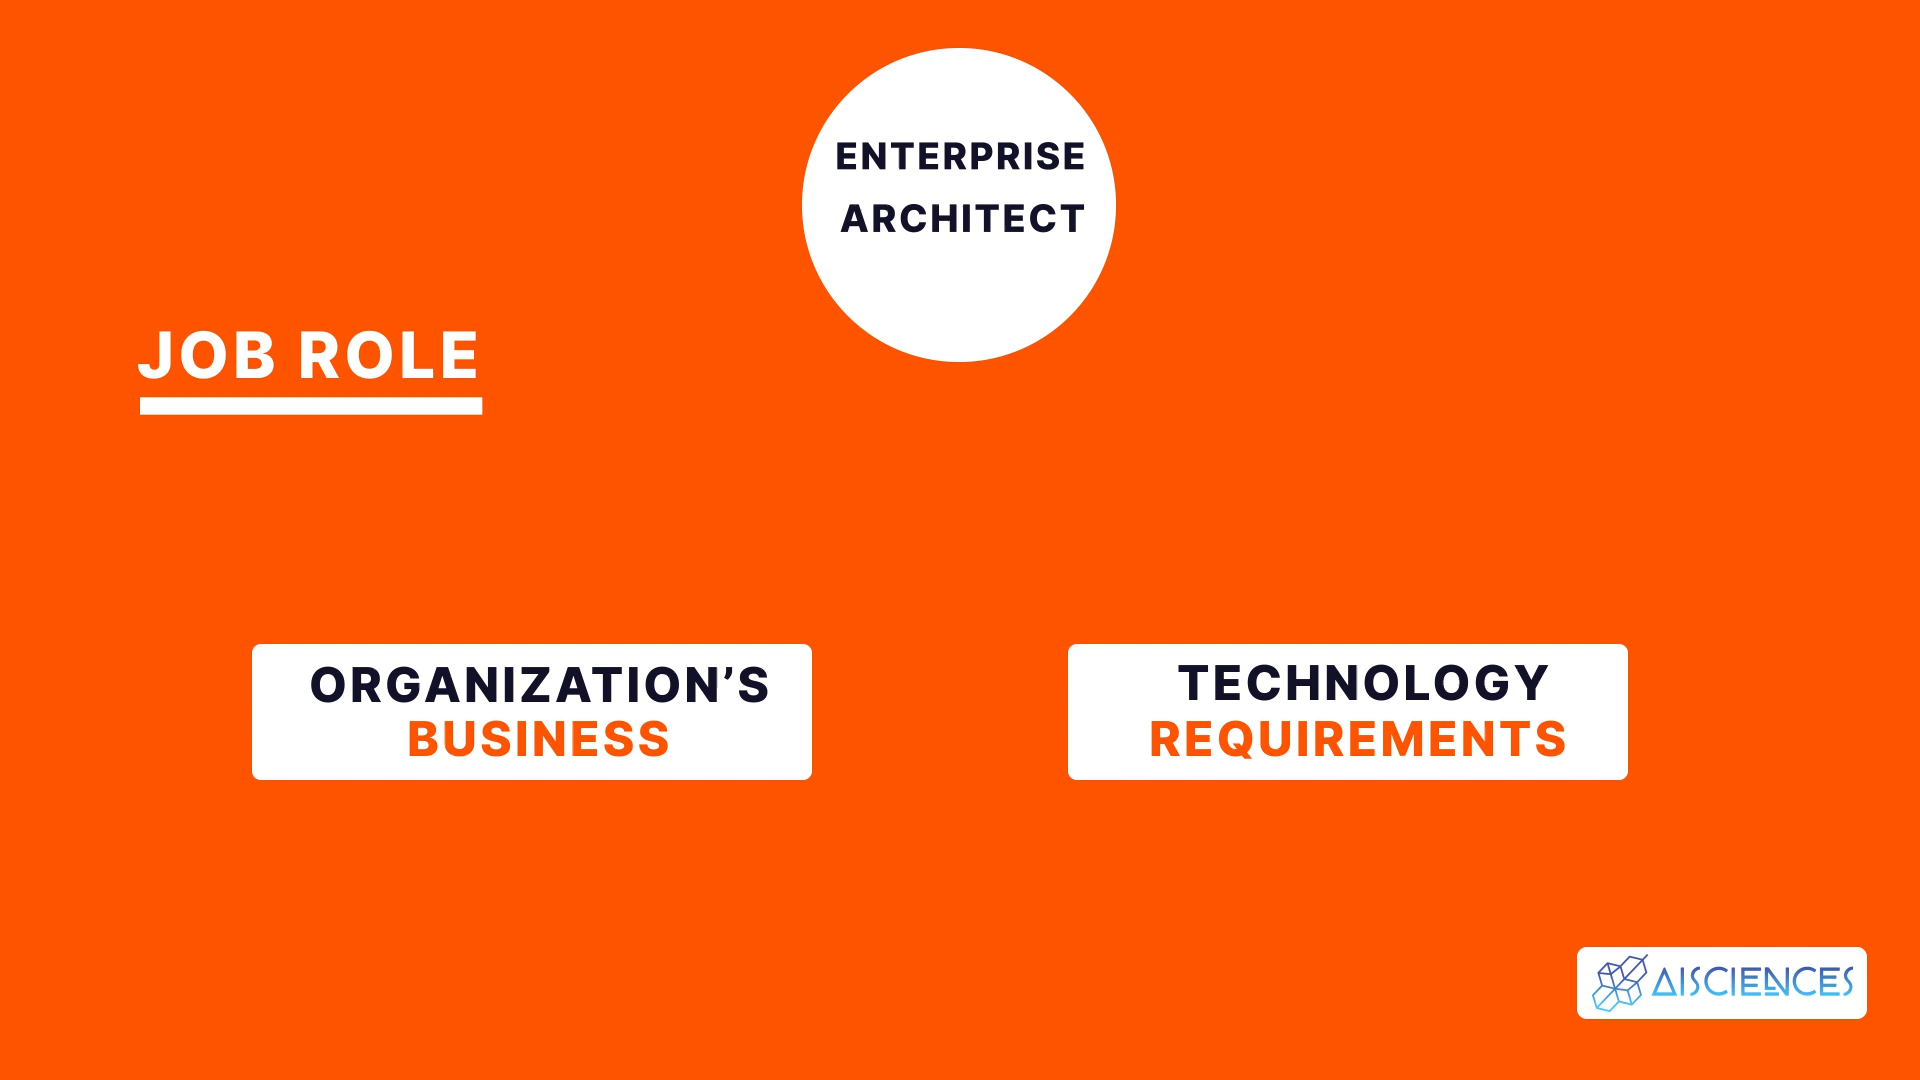 ENTERPRISE
ARCHITECT
JOB ROLE
ORGANIZATION’S
BUSINESS
TECHNOLOGY
REQUIREMENTS
AISCIENCES